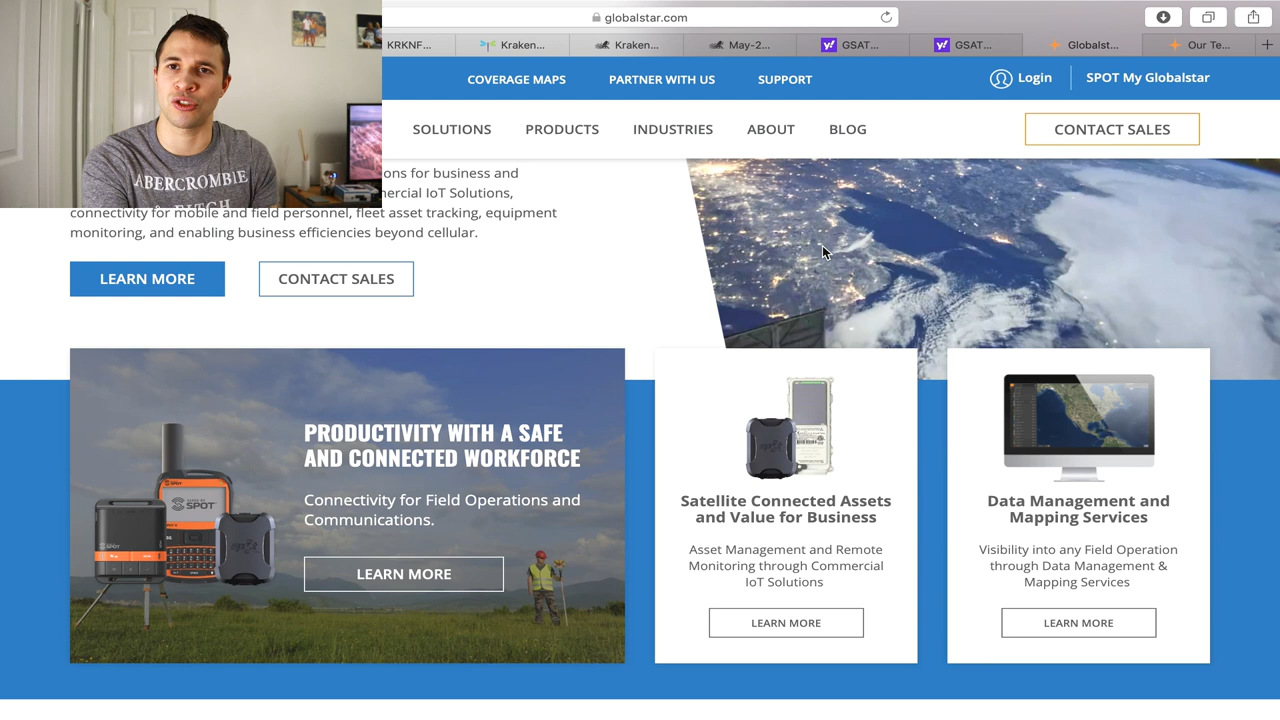 globalstar.com
KRKNF...
Kraken...
Kraken...
May-2...
GSAT...
GSAT...
Globalst...
Our Te...
COVERAGE MAPS
PARTNER WITH US
SUPPORT
Login
SPOT My Globalstar
SOLUTIONS
PRODUCTS
INDUSTRIES
ABOUT
BLOG
CONTACT SALES
ABERCROMBIE
FITCH
ons for business and
ercial IoT Solutions,
connectivity for mobile and field personnel, fleet asset tracking, equipment
monitoring, and enabling business efficiencies beyond cellular.
LEARN MORE
CONTACT SALES
PRODUCTIVITY WITH A SAFE
AND CONNECTED WORKFORCE
Connectivity for Field Operations and
Communications.
LEARN MORE
SPOT
Satellite Connected Assets
and Value for Business
Asset Management and Remote
Monitoring through Commercial
IoT Solutions
LEARN MORE
Data Management and
Mapping Services
Visibility into any Field Operation
through Data Management &
Mapping Services
LEARN MORE